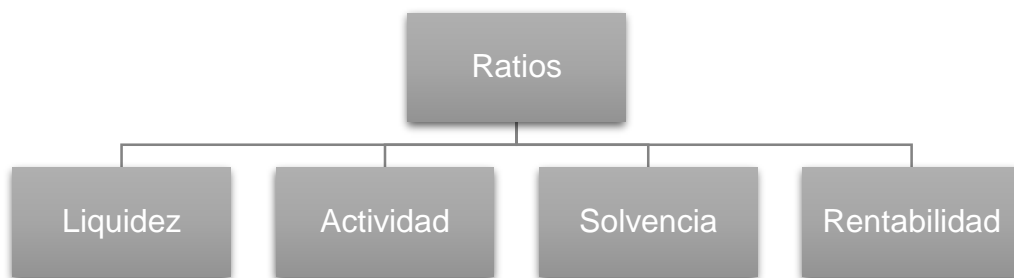 Ratios
Liquidez
Actividad
Solvencia
Rentabilidad